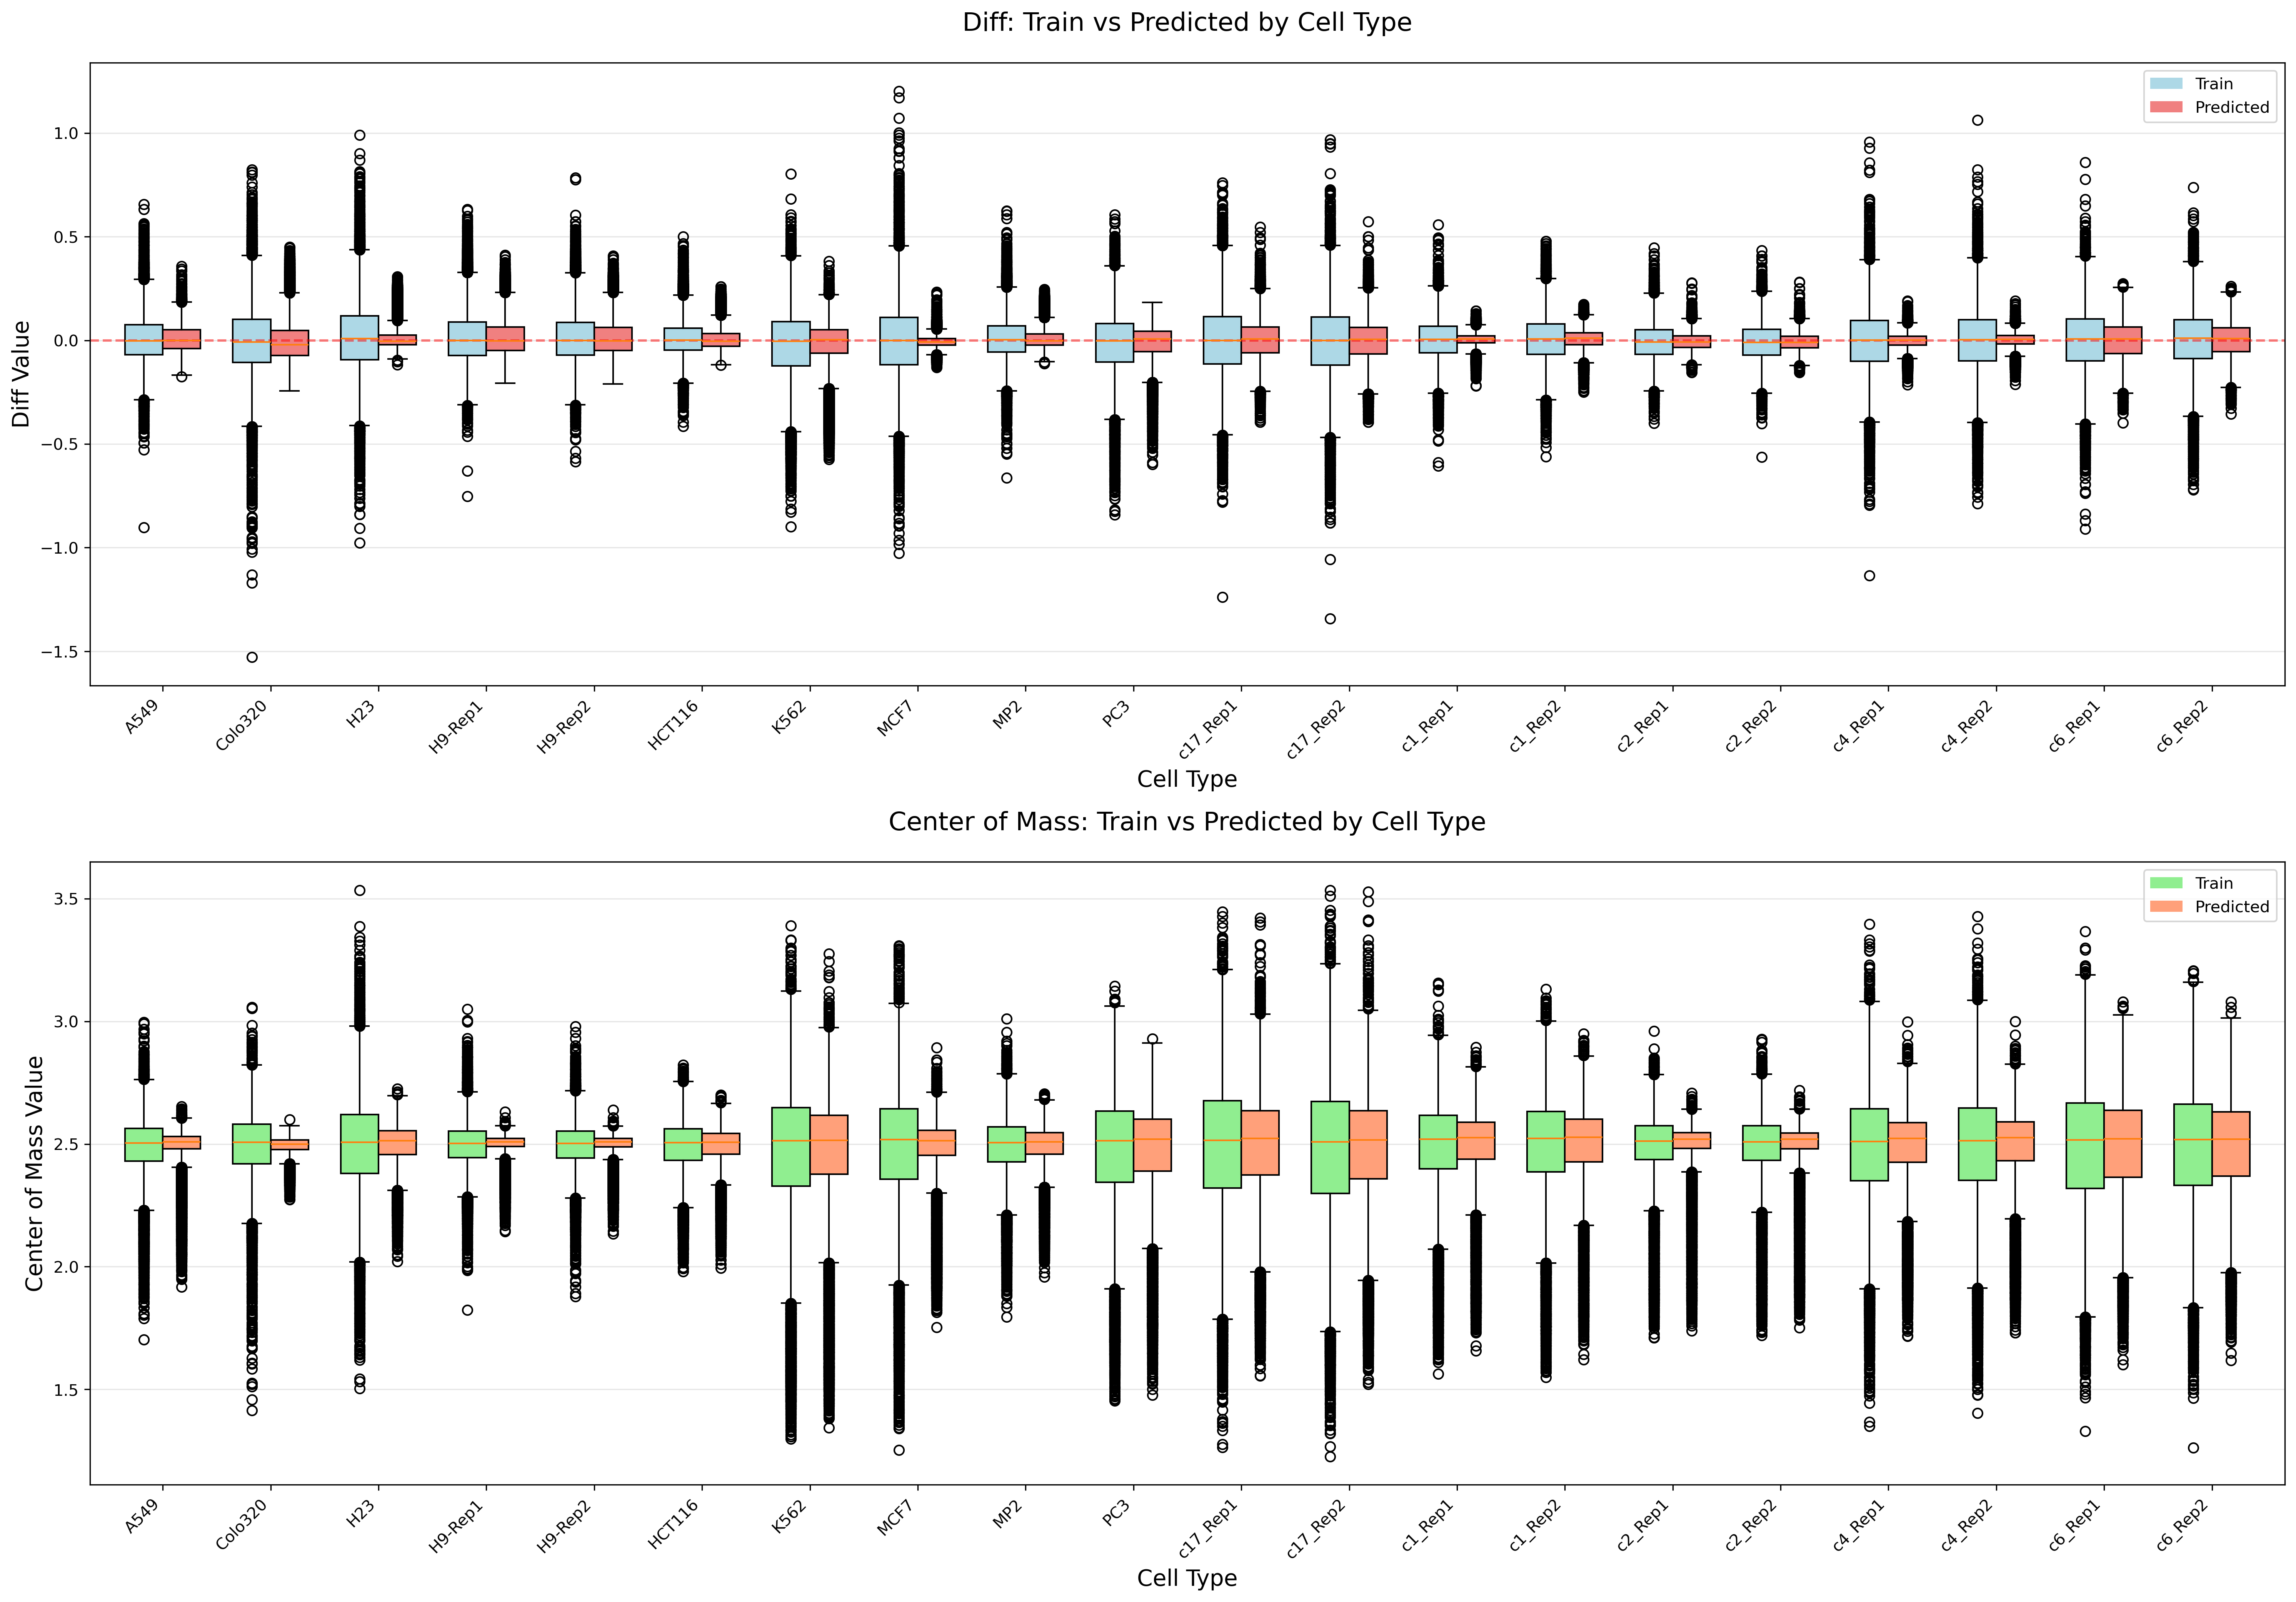 Diff: Train vs Predicted by Cell Type
Train
Predicted
Diff Value
1.0
0.5
0.0
−0.5
−1.0
−1.5
A549
Colo320
H23
H9-Rep1
H9-Rep2
HCT116
K562
MCF7
MP2
PC3
c17_Rep1
c17_Rep2
c1_Rep1
c1_Rep2
c2_Rep1
c2_Rep2
c4_Rep1
c4_Rep2
c6_Rep1
c6_Rep2
Cell Type
Center of Mass: Train vs Predicted by Cell Type
Train
Predicted
Center of Mass Value
3.5
3.0
2.5
2.0
1.5
A549
Colo320
H23
H9-Rep1
H9-Rep2
HCT116
K562
MCF7
MP2
PC3
c17_Rep1
c17_Rep2
c1_Rep1
c1_Rep2
c2_Rep1
c2_Rep2
c4_Rep1
c4_Rep2
c6_Rep1
c6_Rep2
Cell Type